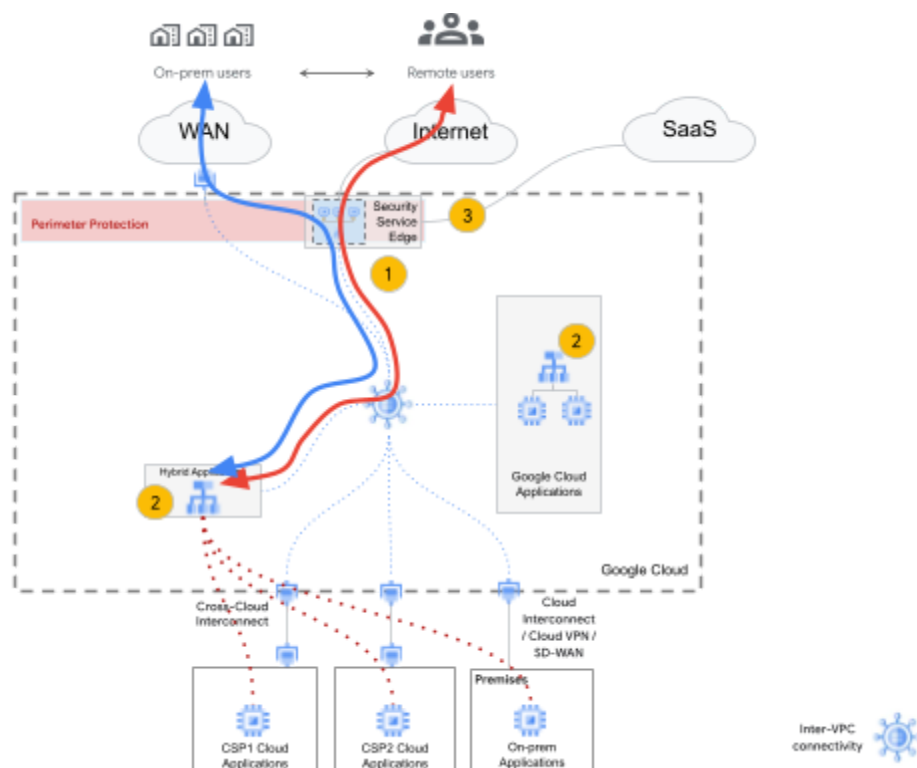 On-prem users
Remote users
WAN
Internet
SaaS
Perimeter Protection
Security
Service
Edge
3
1
2
Google Cloud
Applications
Hybrid App
2
Google Cloud
Cross-Cloud
Interconnect
Cloud
Interconnect
/ Cloud VPN /
SD-WAN
Premises
CSP1 Cloud
Applications
CSP2 Cloud
Applications
On-prem
Applications
Inter-VPC
connectivity